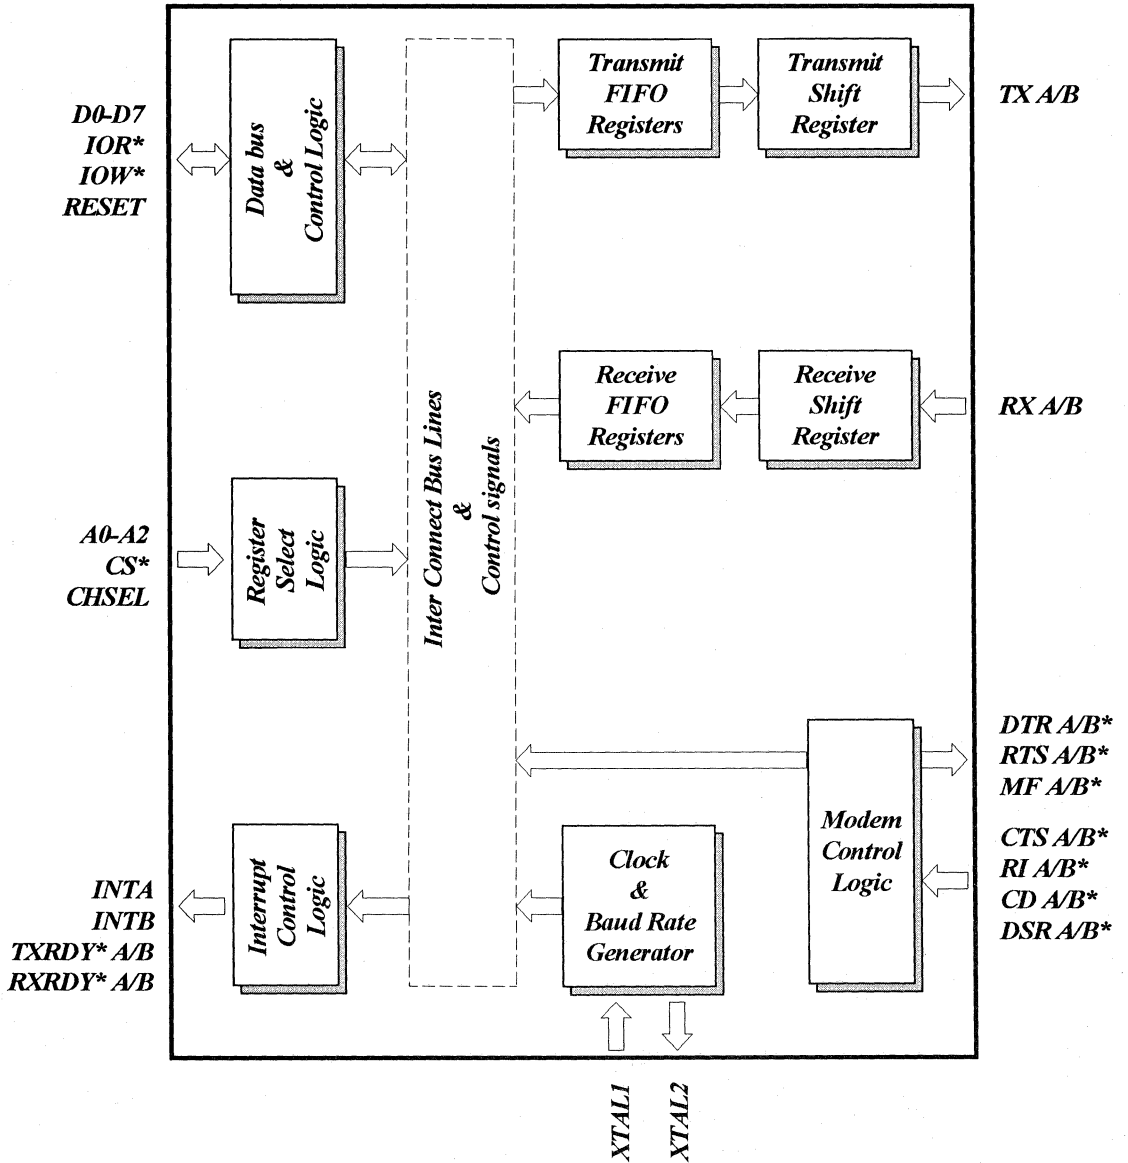 D0-D7
IOR*
IOW*
RESET
Data bus
&
Control Logic
A0-A2
CS*
CHSEL
Register
Select
Logic
INTA
INTB
TXRDY* A/B
RXRDY* A/B
Interrupt
Control
Logic
Inter Connect Bus Lines
&
Control signals
Transmit
FIFO
Registers
Transmit
Shift
Register
TX A/B
Receive
FIFO
Registers
Receive
Shift
Register
RX A/B
Clock
&
Baud Rate
Generator
Modem
Control
Logic
DTR A/B*
RTS A/B*
MF A/B*
CTS A/B*
RI A/B*
CD A/B*
DSR A/B*
XTAL1
XTAL2